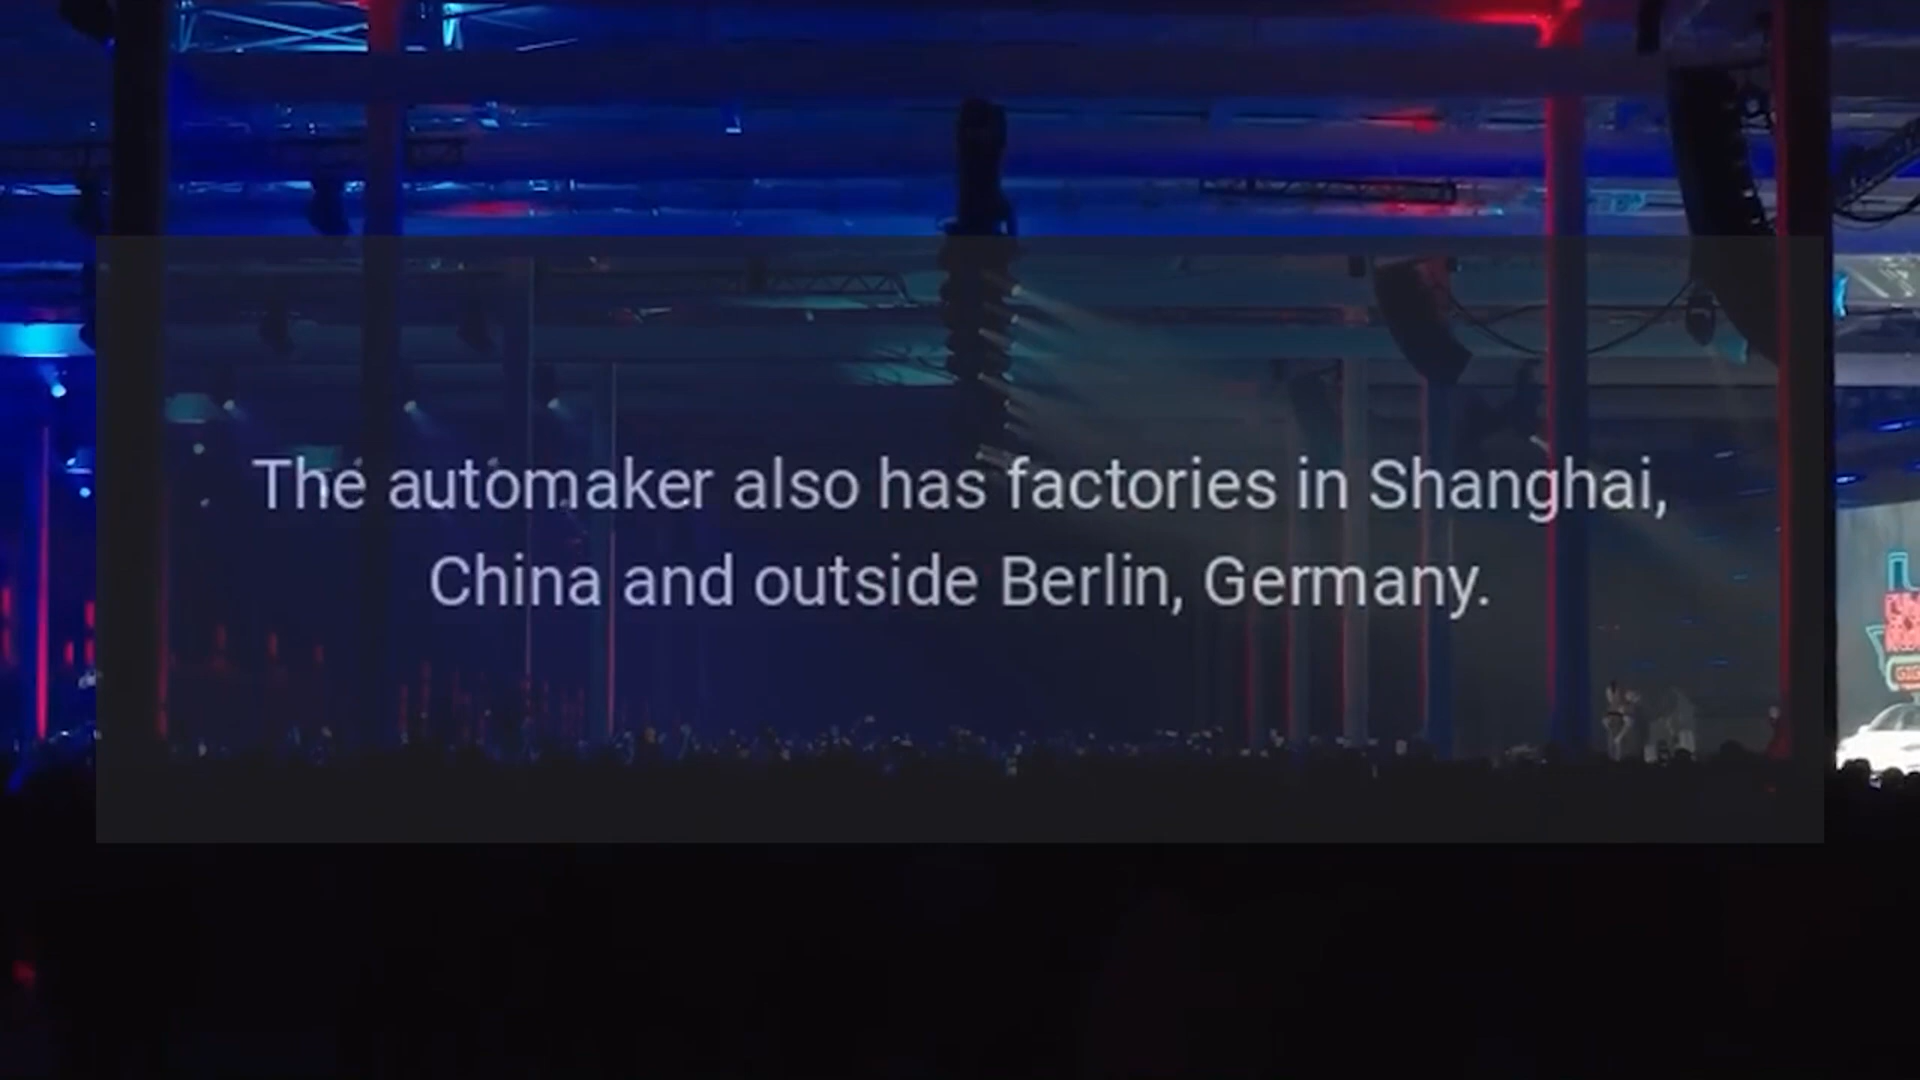 The automaker also has factories in Shanghai,
China and outside Berlin, Germany.